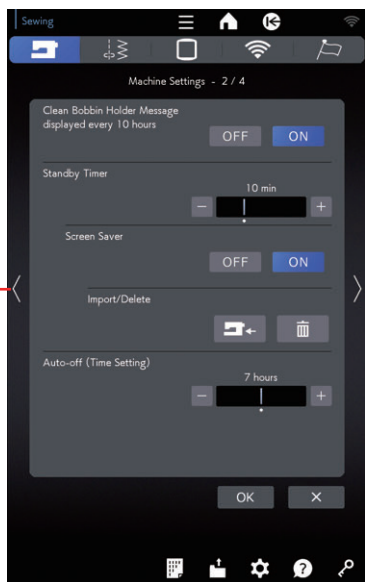 Sewing
Machine Settings - 2 / 4
Clean Bobbin Holder Message
displayed every 10 hours
OFF ON
Standby Timer
10 min
- +
Screen Saver
OFF ON
Import/Delete
Auto-off (Time Setting)
7 hours
- +
OK ×
?